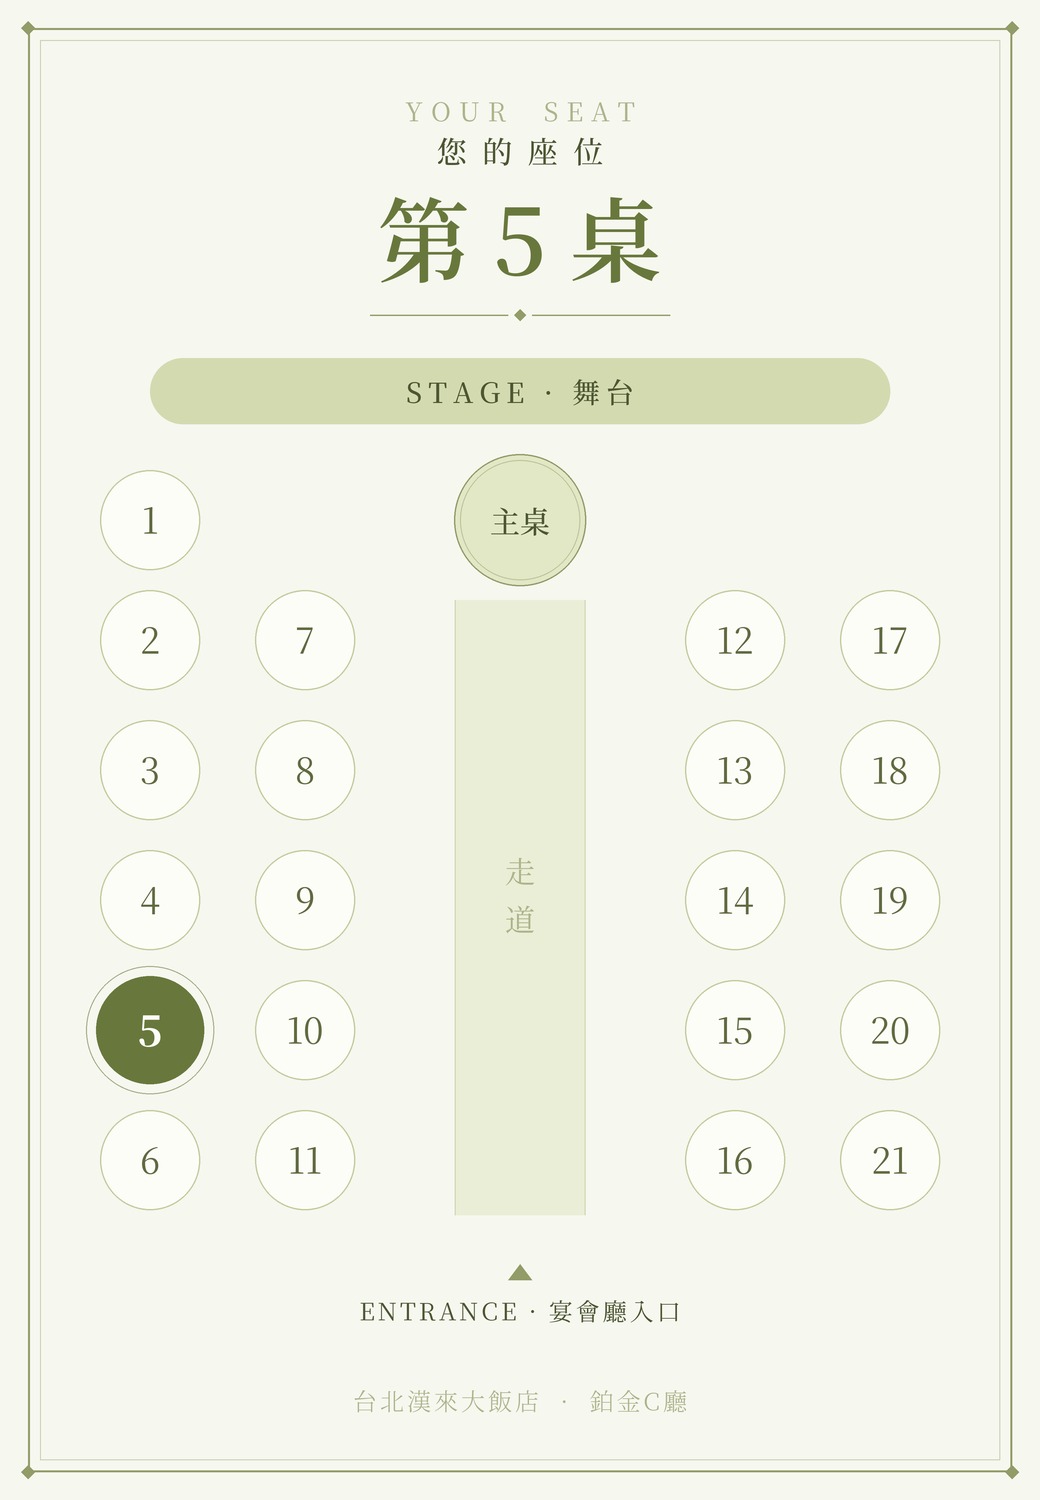 YOUR SEAT
您的座位
第5桌
STAGE · 舞台
1
主桌
2 7 12 17
3 8 13 18
走
道
4 9 14 19
5 10 15 20
6 11 16 21
ENTRANCE · 宴會廳入口
台北漢來大飯店 · 鉑金C廳